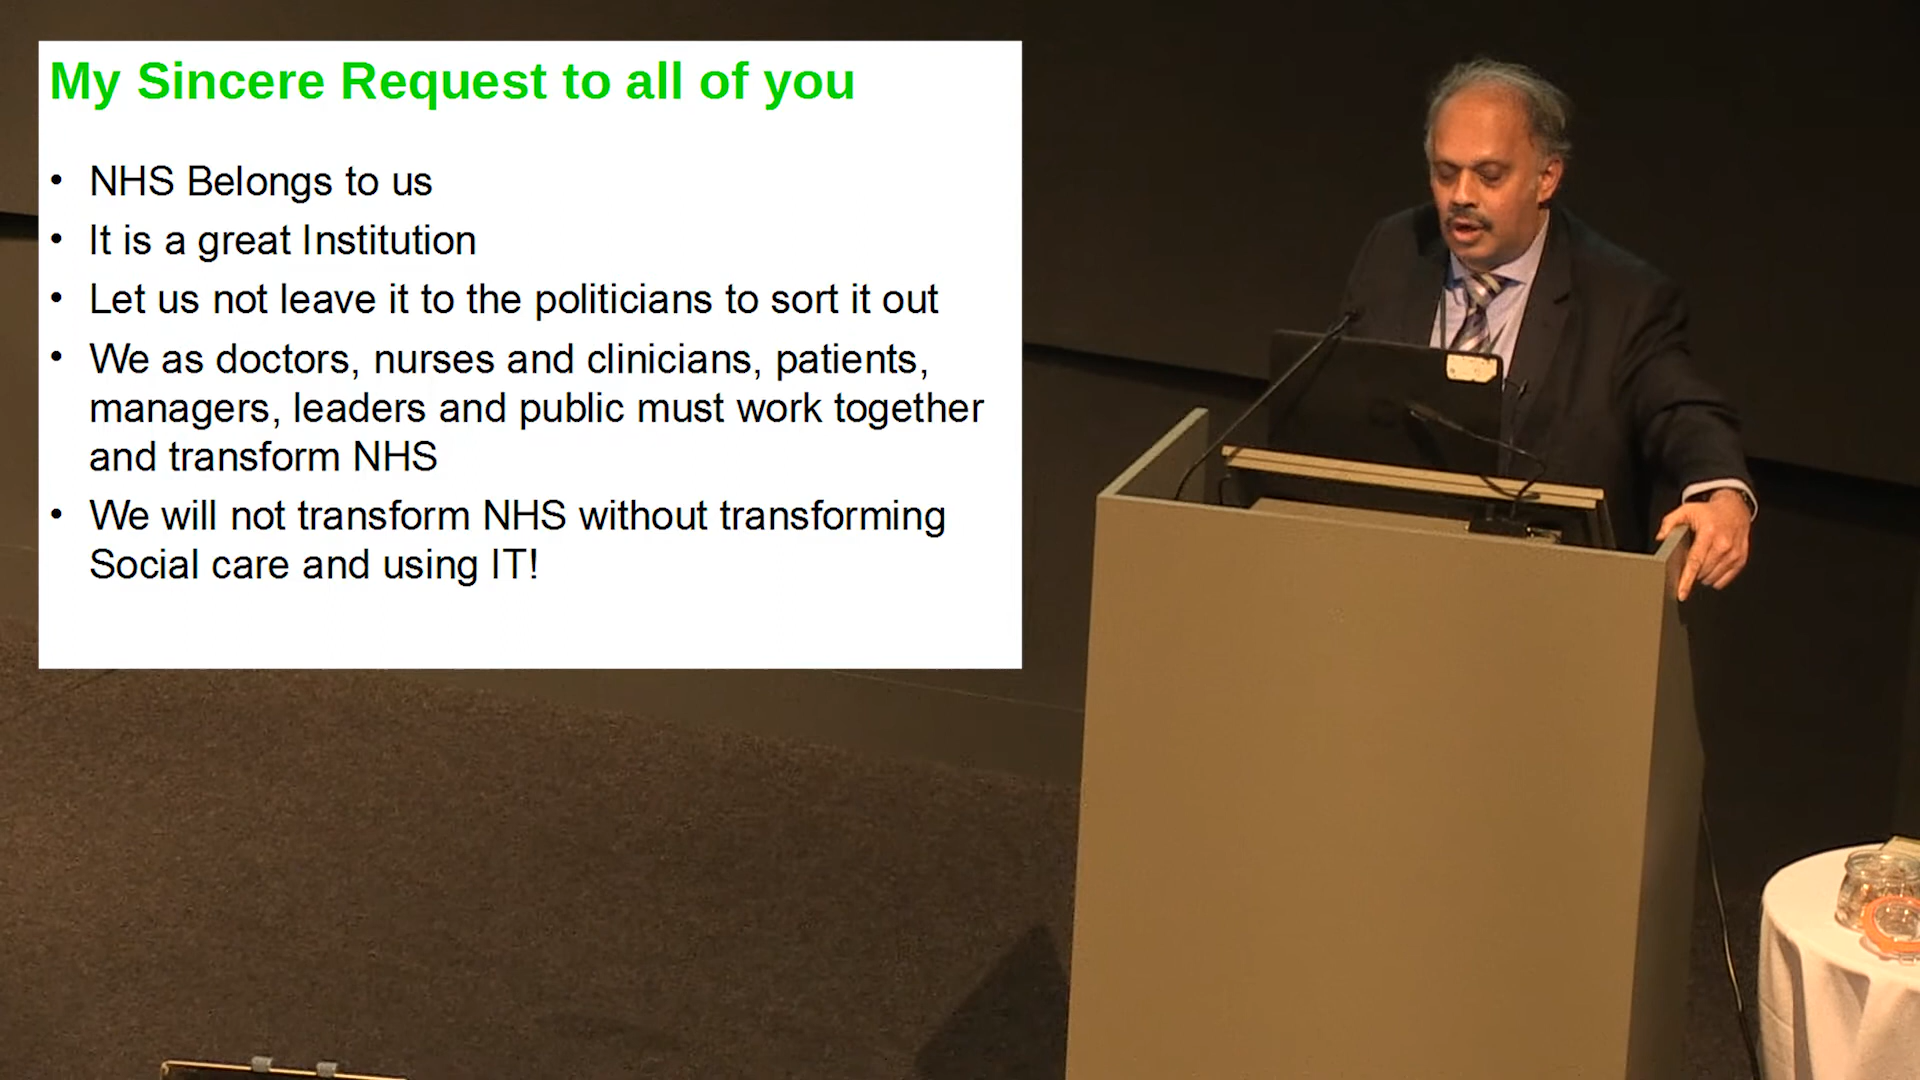 My Sincere Request to all of you
• NHS Belongs to us
• It is a great Institution
• Let us not leave it to the politicians to sort it out
• We as doctors, nurses and clinicians, patients,
managers, leaders and public must work together
and transform NHS
• We will not transform NHS without transforming
Social care and using IT!